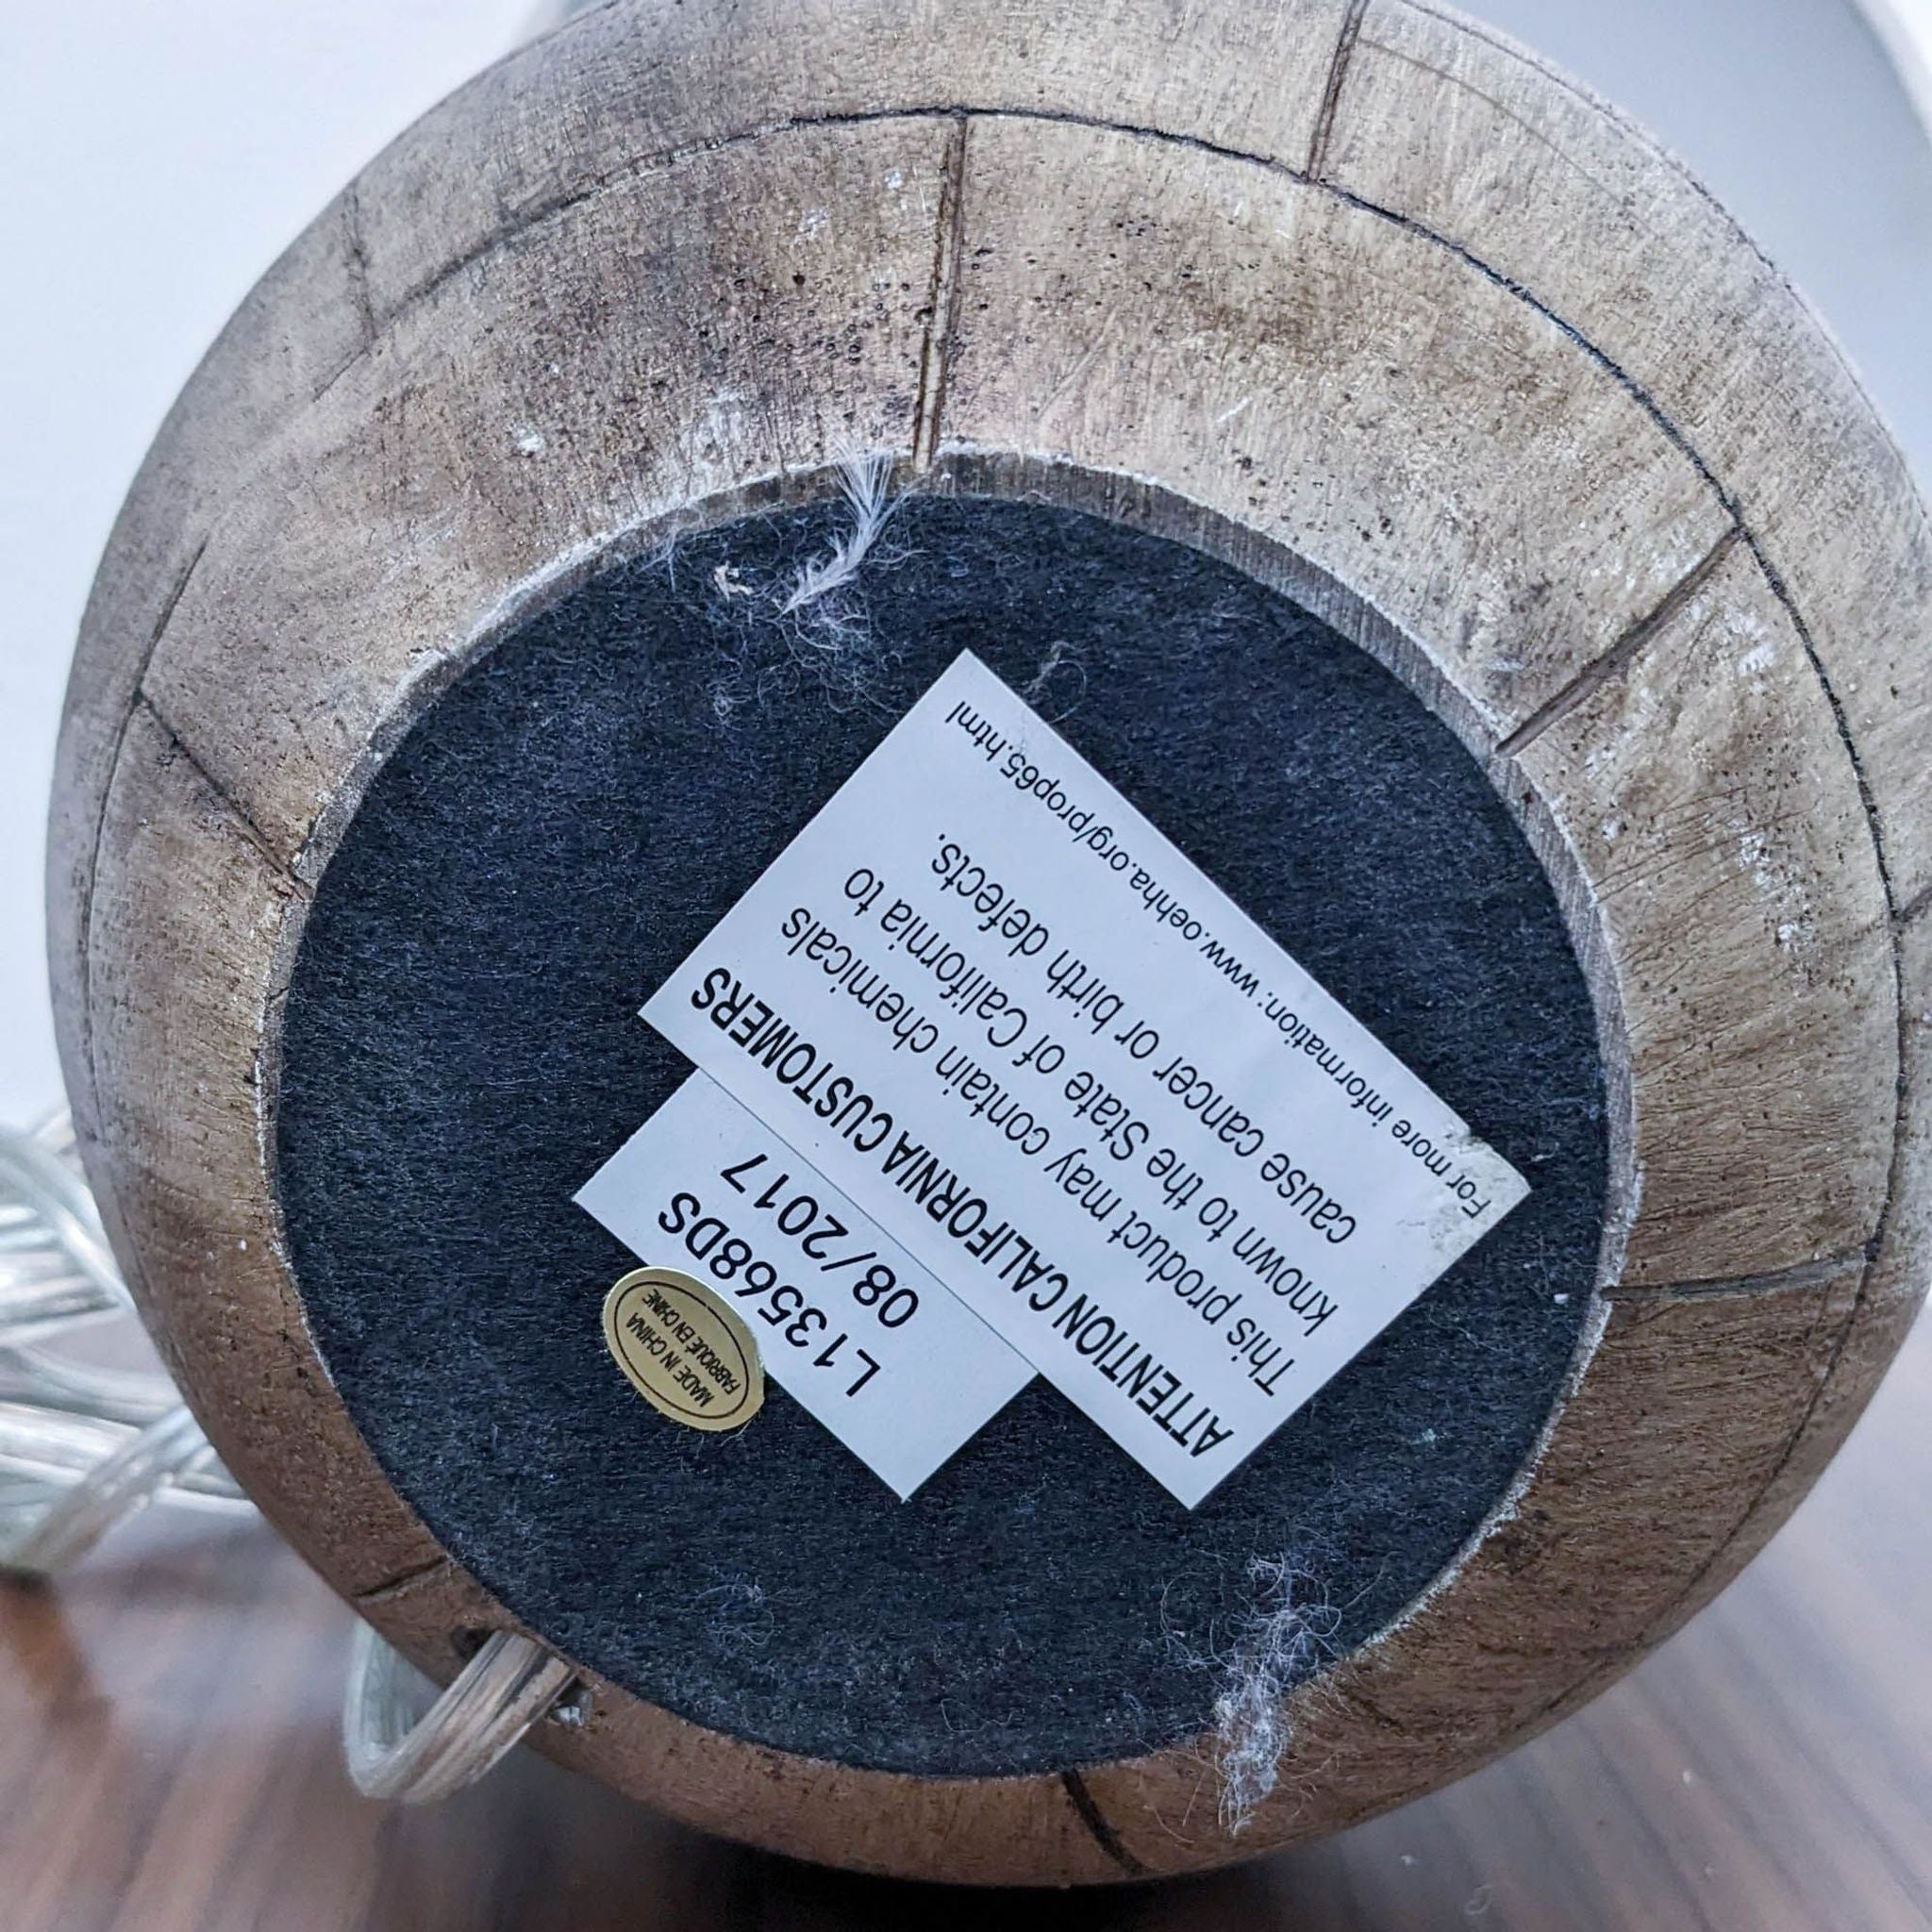 ATTENTION CALIFORNIA CUSTOMERS
This product may contain chemicals
known to the State of California to
cause cancer or birth defects.
For more information: www.oehha.org/prop65.html
L13568DS
08/2017
MADE IN CHINA
FABRIQUÉ EN CHINE